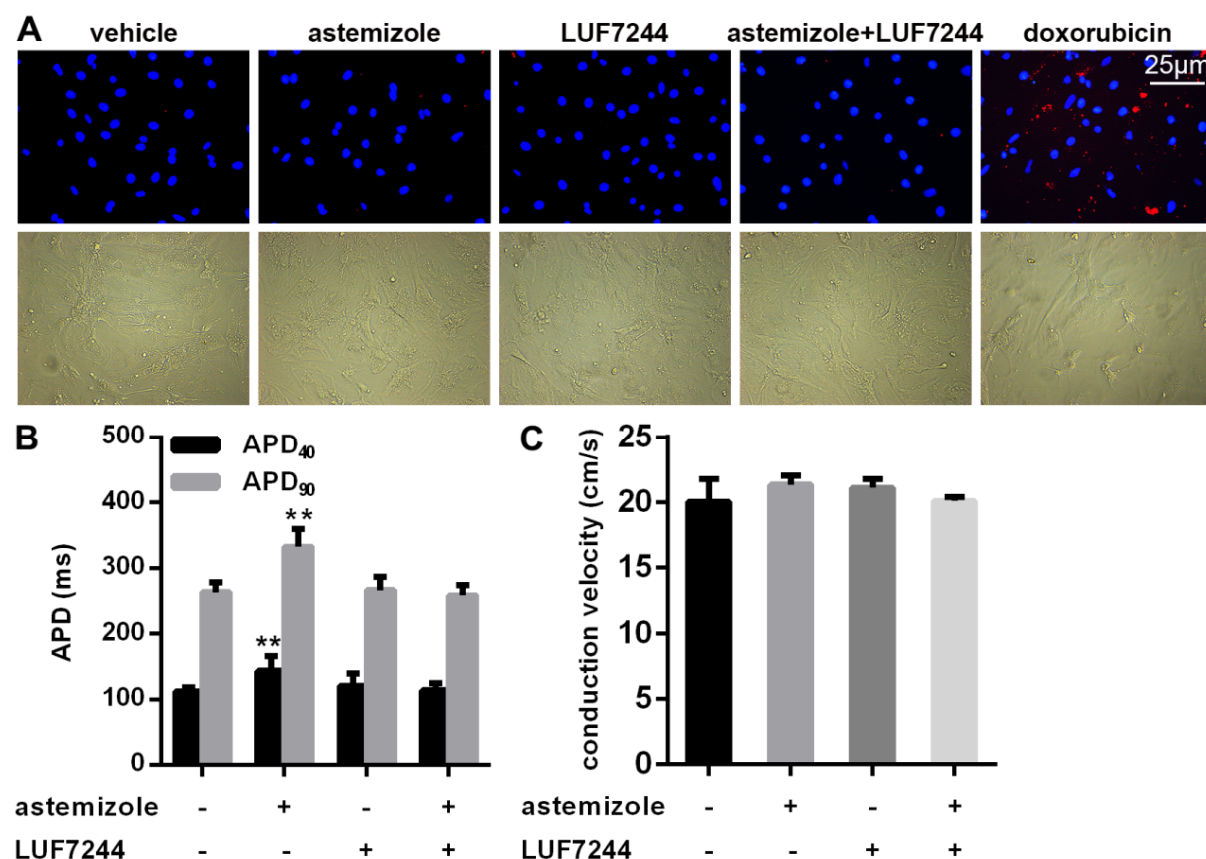 A
vehicle astemizole LUF7244 astemizole+LUF7244 doxorubicin
25µm
B
500
400
300
200
100
0
APD (ms)
APD40
APD90
**
**
astemizole - + - +
LUF7244 - - + +
C
25
20
15
10
5
0
conduction velocity (cm/s)
astemizole - + - +
LUF7244 - - + +